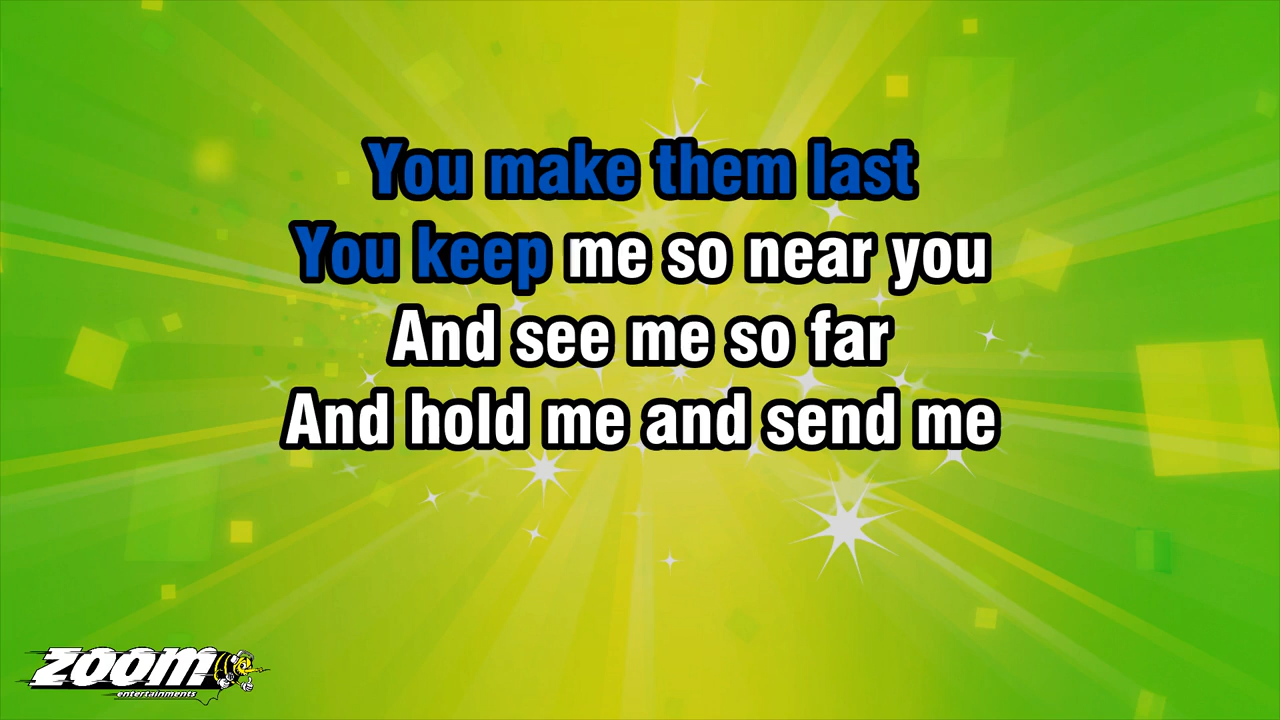 You make them last
You keep me so near you
And see me so far
And hold me and send me
ZOOM
entertainments